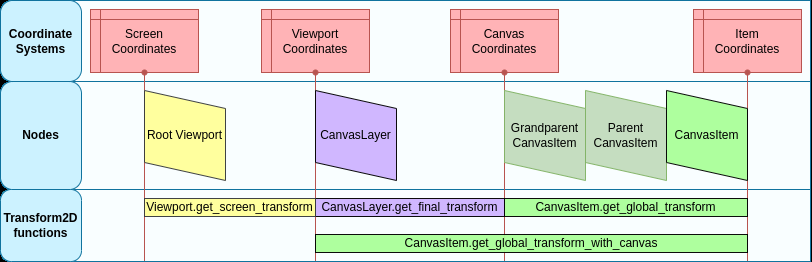 Coordinate
Systems
Screen
Coordinates
Viewport
Coordinates
Canvas
Coordinates
Item
Coordinates
Nodes
Root Viewport
CanvasLayer
Grandparent
CanvasItem
Parent
CanvasItem
CanvasItem
Transform2D
functions
Viewport.get_screen_transform
CanvasLayer.get_final_transform
CanvasItem.get_global_transform
CanvasItem.get_global_transform_with_canvas